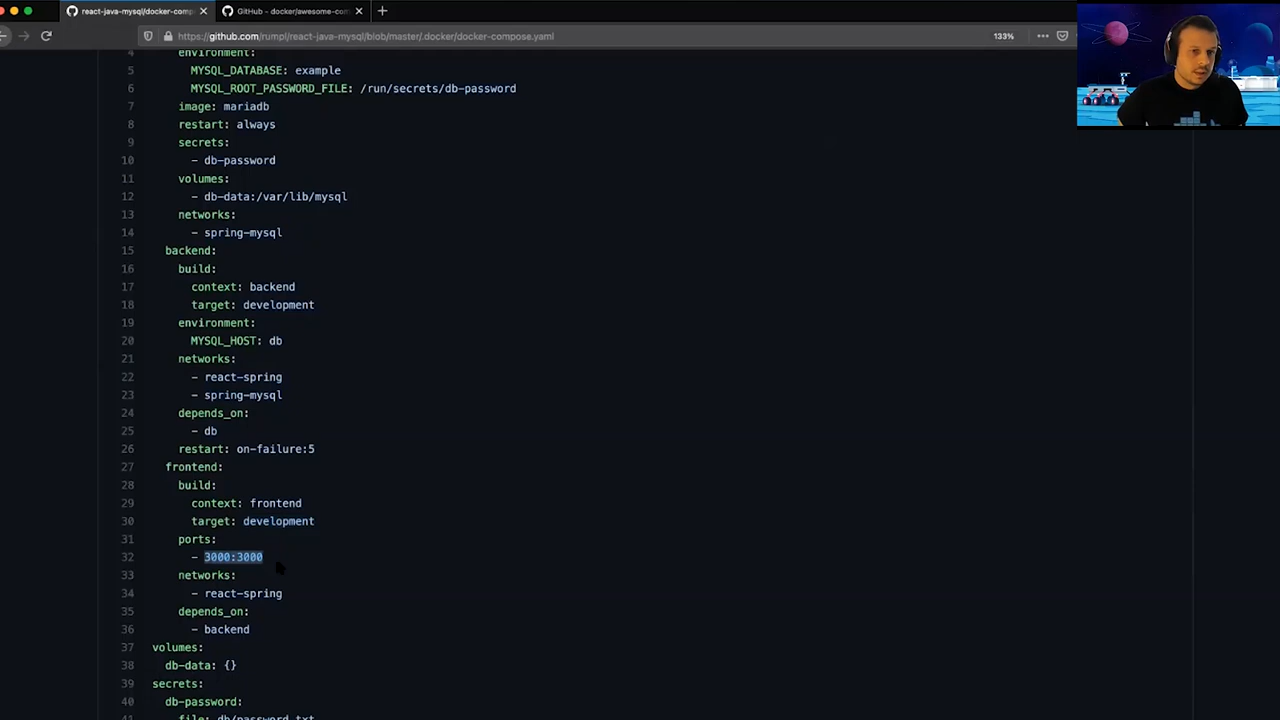 react-java-mysql/docker-comp
GitHub - docker/awesome-com
https://github.com/rumpl/react-java-mysql/blob/master/.docker/docker-compose.yaml
133%
4 environment:
5 MYSQL_DATABASE: example
6 MYSQL_ROOT_PASSWORD_FILE: /run/secrets/db-password
7 image: mariadb
8 restart: always
9 secrets:
10 - db-password
11 volumes:
12 - db-data:/var/lib/mysql
13 networks:
14 - spring-mysql
15 backend:
16 build:
17 context: backend
18 target: development
19 environment:
20 MYSQL_HOST: db
21 networks:
22 - react-spring
23 - spring-mysql
24 depends_on:
25 - db
26 restart: on-failure:5
27 frontend:
28 build:
29 context: frontend
30 target: development
31 ports:
32 - 3000:3000
33 networks:
34 - react-spring
35 depends_on:
36 - backend
37 volumes:
38 db-data: {}
39 secrets:
40 db-password:
41 file: db/password.txt